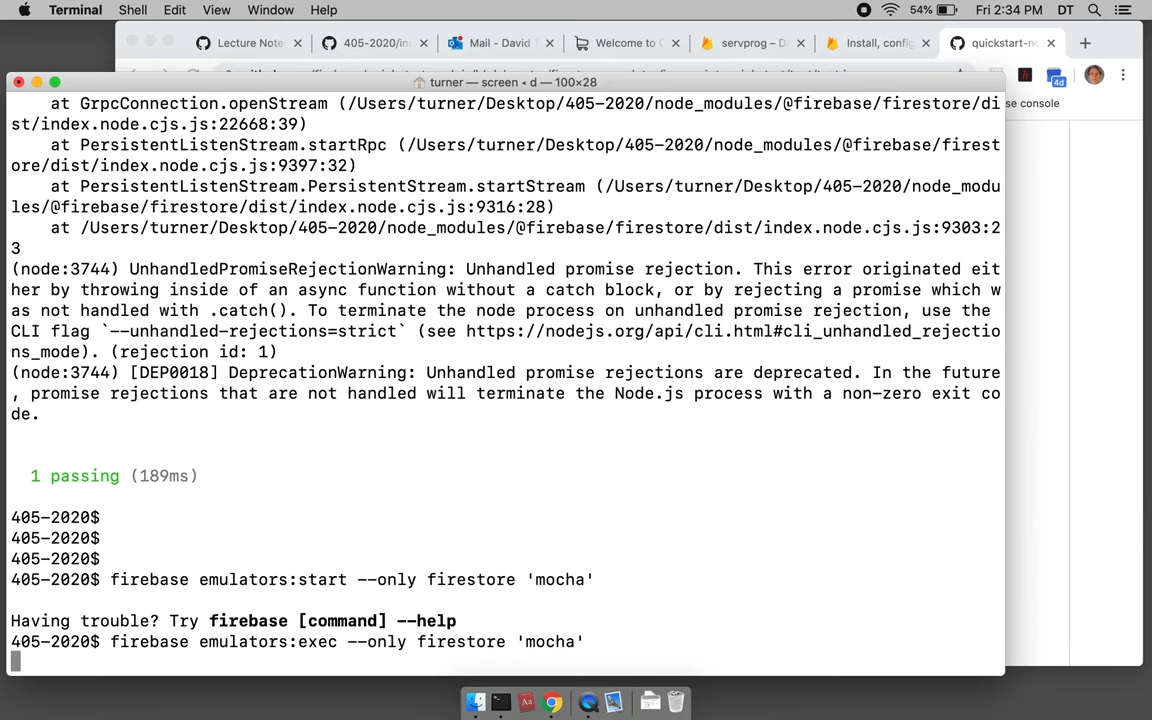 Terminal Shell Edit View Window Help 54% Fri 2:34 PM DT
Lecture Note 405-2020/in Mail - David T Welcome to servprog - D Install, config quickstart-n
4d
se console
turner — screen ◂ d — 100×28
at GrpcConnection.openStream (/Users/turner/Desktop/405-2020/node_modules/@firebase/firestore/di
st/index.node.cjs.js:22668:39)
at PersistentListenStream.startRpc (/Users/turner/Desktop/405-2020/node_modules/@firebase/firest
ore/dist/index.node.cjs.js:9397:32)
at PersistentListenStream.PersistentStream.startStream (/Users/turner/Desktop/405-2020/node_modu
les/@firebase/firestore/dist/index.node.cjs.js:9316:28)
at /Users/turner/Desktop/405-2020/node_modules/@firebase/firestore/dist/index.node.cjs.js:9303:2
3
(node:3744) UnhandledPromiseRejectionWarning: Unhandled promise rejection. This error originated eit
her by throwing inside of an async function without a catch block, or by rejecting a promise which w
as not handled with .catch(). To terminate the node process on unhandled promise rejection, use the
CLI flag `--unhandled-rejections=strict` (see https://nodejs.org/api/cli.html#cli_unhandled_rejectio
ns_mode). (rejection id: 1)
(node:3744) [DEP0018] DeprecationWarning: Unhandled promise rejections are deprecated. In the future
, promise rejections that are not handled will terminate the Node.js process with a non-zero exit co
de.
1 passing (189ms)
405-2020$
405-2020$
405-2020$
405-2020$ firebase emulators:start --only firestore 'mocha'
Having trouble? Try firebase [command] --help
405-2020$ firebase emulators:exec --only firestore 'mocha'